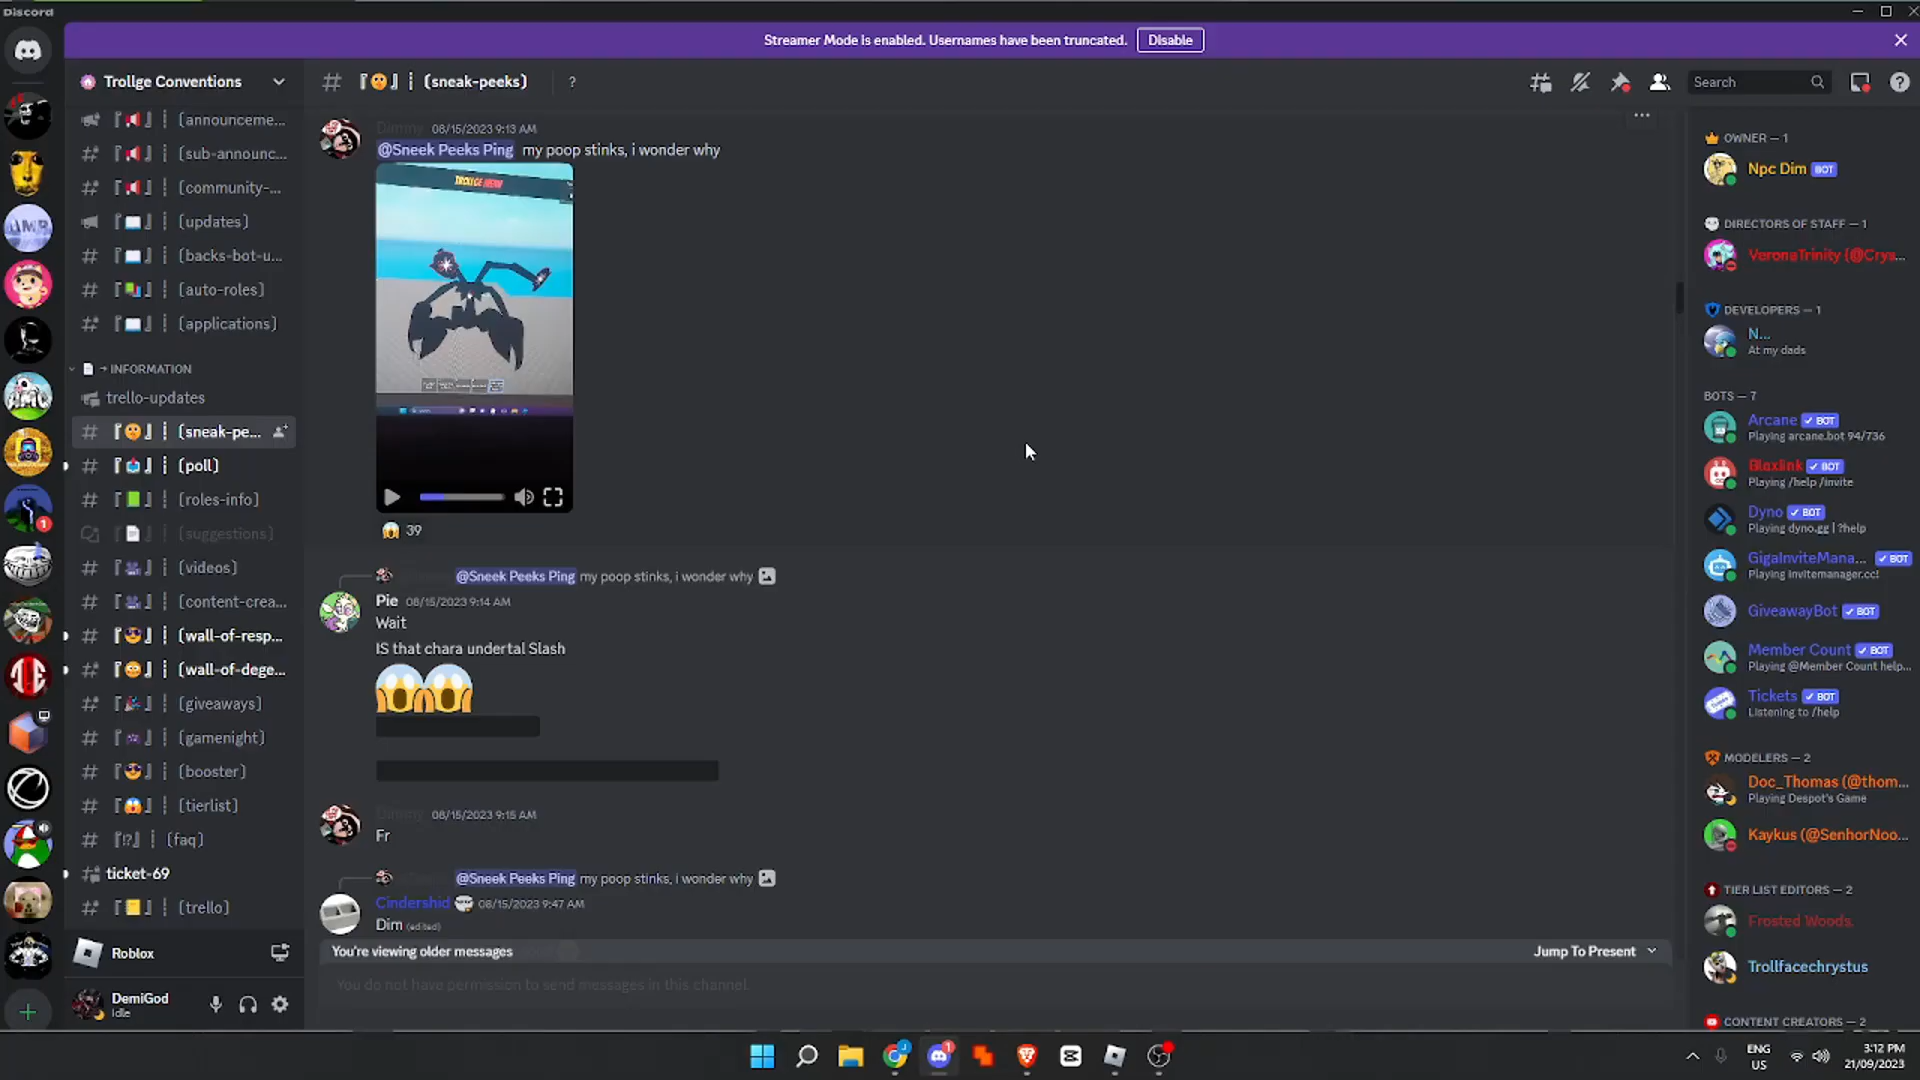 Discord
Streamer Mode is enabled. Usernames have been truncated.
Disable
Trollge Conventions
(announceme...
(sub-announc...
(community-...
(updates)
(backs-bot-u...
(auto-roles)
(applications)
INFORMATION
trello-updates
(sneak-pe...
(poll)
(roles-info)
(suggestions)
(videos)
(content-crea...
(wall-of-resp...
(wall-of-dege...
(giveaways)
(gamenight)
(booster)
(tierlist)
(faq)
ticket-69
(trello)
Roblox
DemiGod
Idle
(sneak-peeks)
?
Search
08/15/2023 9:13 AM
@Sneek Peeks Ping my poop stinks, i wonder why
39
@Sneek Peeks Ping my poop stinks, i wonder why
Pie 08/15/2023 9:14 AM
Wait
IS that chara undertal Slash
08/15/2023 9:15 AM
Fr
@Sneek Peeks Ping my poop stinks, i wonder why
Cindershid 08/15/2023 9:47 AM
Dim (edited)
You're viewing older messages
Jump To Present
You do not have permission to send messages in this channel.
OWNER — 1
Npc Dim BOT
DIRECTORS OF STAFF — 1
VeronaTrinity (@Crys...
DEVELOPERS — 1
N...
At my dads
BOTS — 7
Arcane BOT
Playing arcane.bot 94/736
Bloxlink BOT
Playing /help /invite
Dyno BOT
Playing dyno.gg | ?help
GigaInviteMana... BOT
Playing invitemanager.cc!
GiveawayBot BOT
Member Count BOT
Playing @Member Count help...
Tickets BOT
Listening to /help
MODELERS — 2
Doc_Thomas (@thom...
Playing Despot's Game
Kaykus (@SenhorNoo...
TIER LIST EDITORS — 2
Frosted Woods.
Trollfacechrystus
CONTENT CREATORS — 2
ENG
US
3:12 PM
21/09/2023